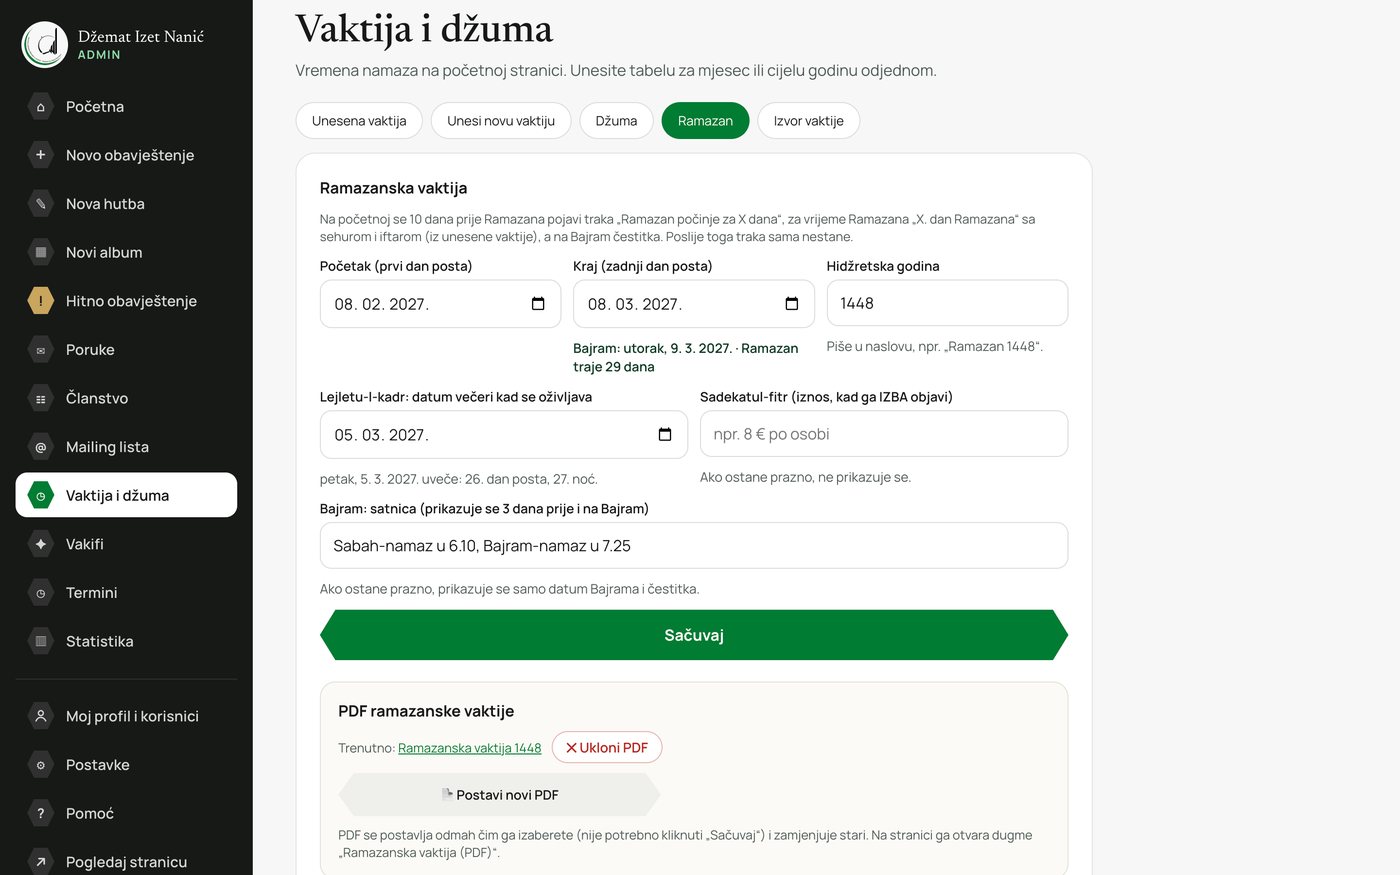 Džemat Izet Nanić
ADMIN
Početna
Novo obavještenje
Nova hutba
Novi album
Hitno obavještenje
Poruke
Članstvo
Mailing lista
Vaktija i džuma
Vakifi
Termini
Statistika
Moj profil i korisnici
Postavke
Pomoć
Pogledaj stranicu
Vaktija i džuma
Vremena namaza na početnoj stranici. Unesite tabelu za mjesec ili cijelu godinu odjednom.
Unesena vaktija
Unesi novu vaktiju
Džuma
Ramazan
Izvor vaktije
Ramazanska vaktija
Na početnoj se 10 dana prije Ramazana pojavi traka „Ramazan počinje za X dana“, za vrijeme Ramazana „X. dan Ramazana“ sa
sehurom i iftarom (iz unesene vaktije), a na Bajram čestitka. Poslije toga traka sama nestane.
Početak (prvi dan posta)
08. 02. 2027.
Kraj (zadnji dan posta)
08. 03. 2027.
Bajram: utorak, 9. 3. 2027. · Ramazan
traje 29 dana
Hidžretska godina
1448
Piše u naslovu, npr. „Ramazan 1448“.
Lejletu-l-kadr: datum večeri kad se oživljava
05. 03. 2027.
petak, 5. 3. 2027. uveče: 26. dan posta, 27. noć.
Sadekatul-fitr (iznos, kad ga IZBA objavi)
npr. 8 € po osobi
Ako ostane prazno, ne prikazuje se.
Bajram: satnica (prikazuje se 3 dana prije i na Bajram)
Sabah-namaz u 6.10, Bajram-namaz u 7.25
Ako ostane prazno, prikazuje se samo datum Bajrama i čestitka.
Sačuvaj
PDF ramazanske vaktije
Trenutno: Ramazanska vaktija 1448
Ukloni PDF
Postavi novi PDF
PDF se postavlja odmah čim ga izaberete (nije potrebno kliknuti „Sačuvaj“) i zamjenjuje stari. Na stranici ga otvara dugme
„Ramazanska vaktija (PDF)“.